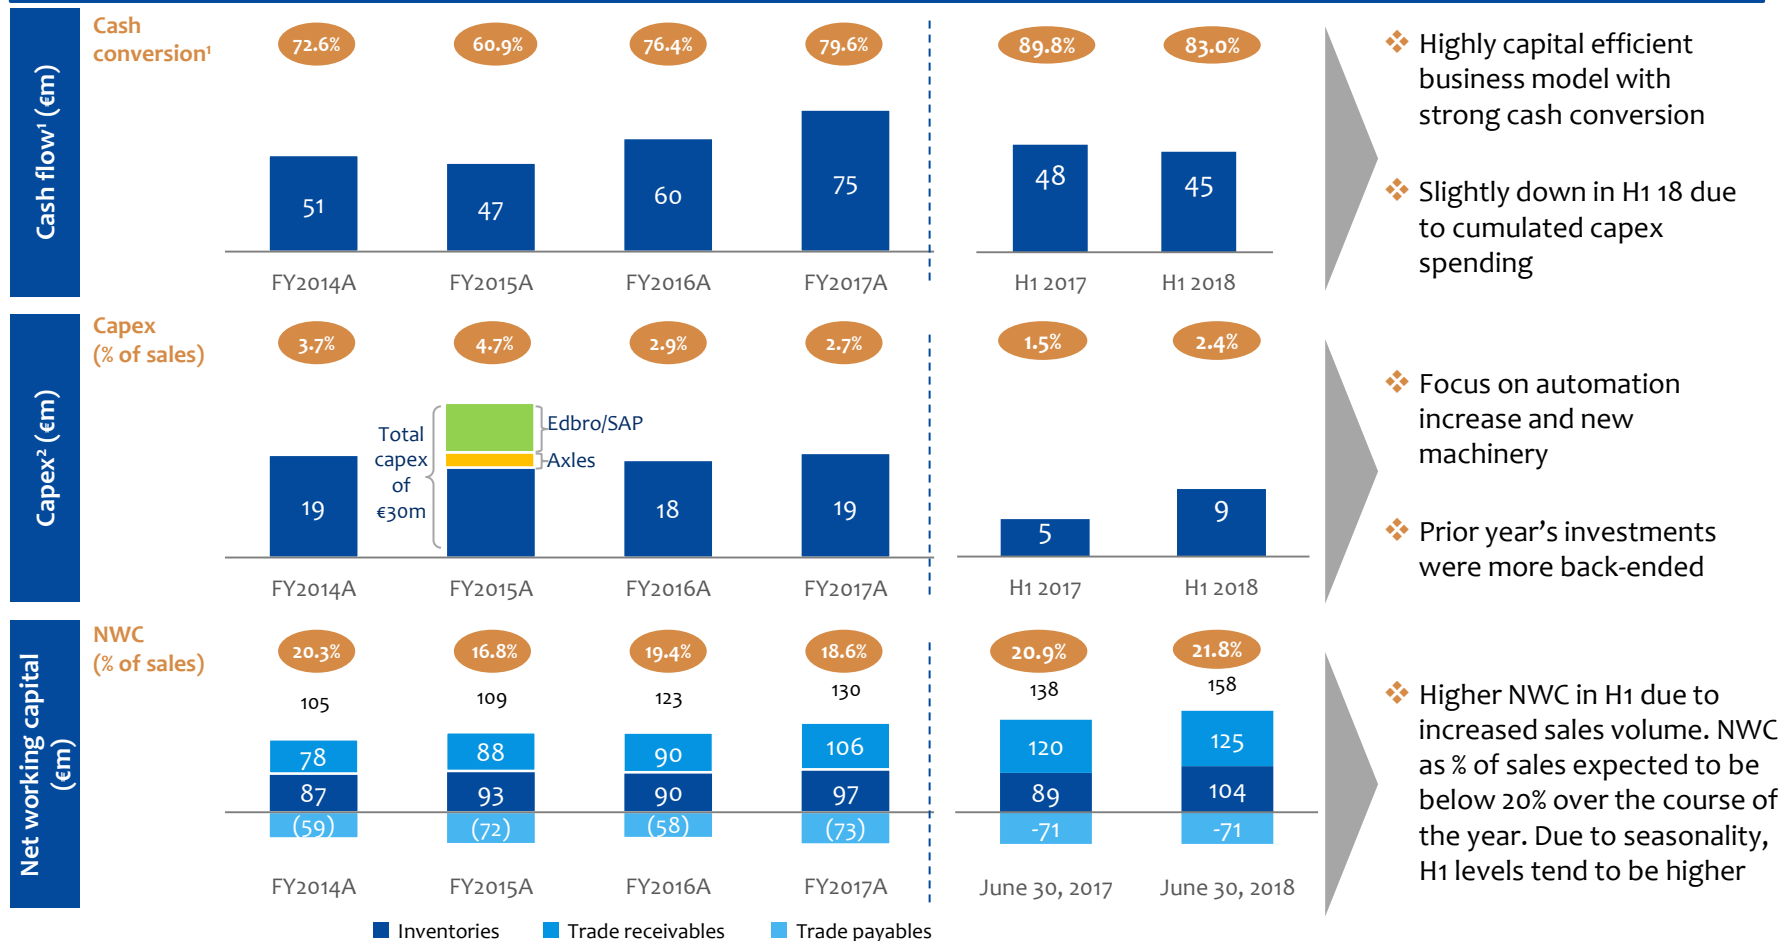 Cash
conversion¹
72.6%
60.9%
76.4%
79.6%
89.8%
83.0%
Cash flow¹ (€m)
51
47
60
75
48
45
FY2014A
FY2015A
FY2016A
FY2017A
H1 2017
H1 2018
❖ Highly capital efficient
business model with
strong cash conversion
❖ Slightly down in H1 18 due
to cumulated capex
spending
Capex
(% of sales)
3.7%
4.7%
2.9%
2.7%
1.5%
2.4%
Capex² (€m)
Total
capex
of
€30m
Edbro/SAP
Axles
19
18
19
5
9
FY2014A
FY2015A
FY2016A
FY2017A
H1 2017
H1 2018
❖ Focus on automation
increase and new
machinery
❖ Prior year’s investments
were more back-ended
NWC
(% of sales)
20.3%
16.8%
19.4%
18.6%
20.9%
21.8%
Net working capital
(€m)
105
109
123
130
138
158
78
88
90
106
120
125
87
93
90
97
89
104
(59)
(72)
(58)
(73)
-71
-71
FY2014A
FY2015A
FY2016A
FY2017A
June 30, 2017
June 30, 2018
❖ Higher NWC in H1 due to
increased sales volume. NWC
as % of sales expected to be
below 20% over the course of
the year. Due to seasonality,
H1 levels tend to be higher
Inventories
Trade receivables
Trade payables